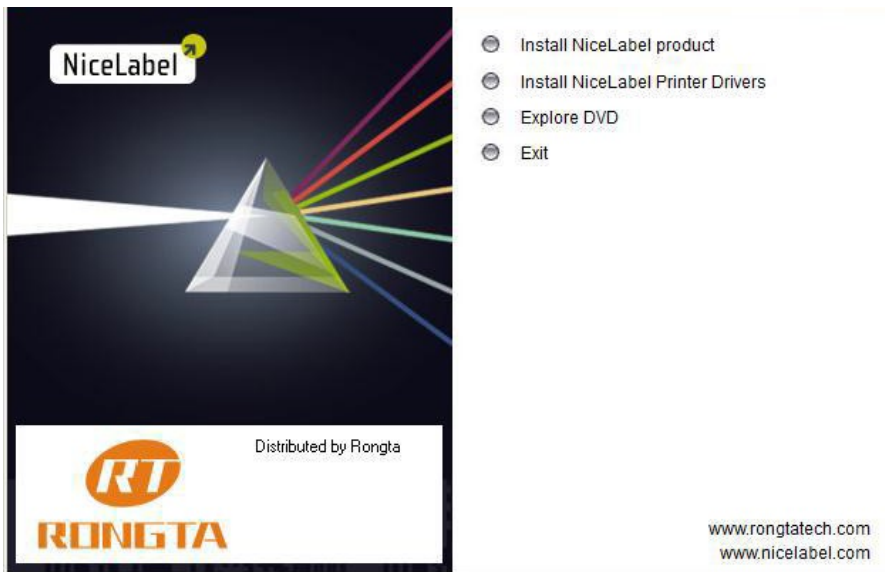 NiceLabel
Install NiceLabel product
Install NiceLabel Printer Drivers
Explore DVD
Exit
Distributed by Rongta
RT
RONGTA
www.rongtatech.com
www.nicelabel.com